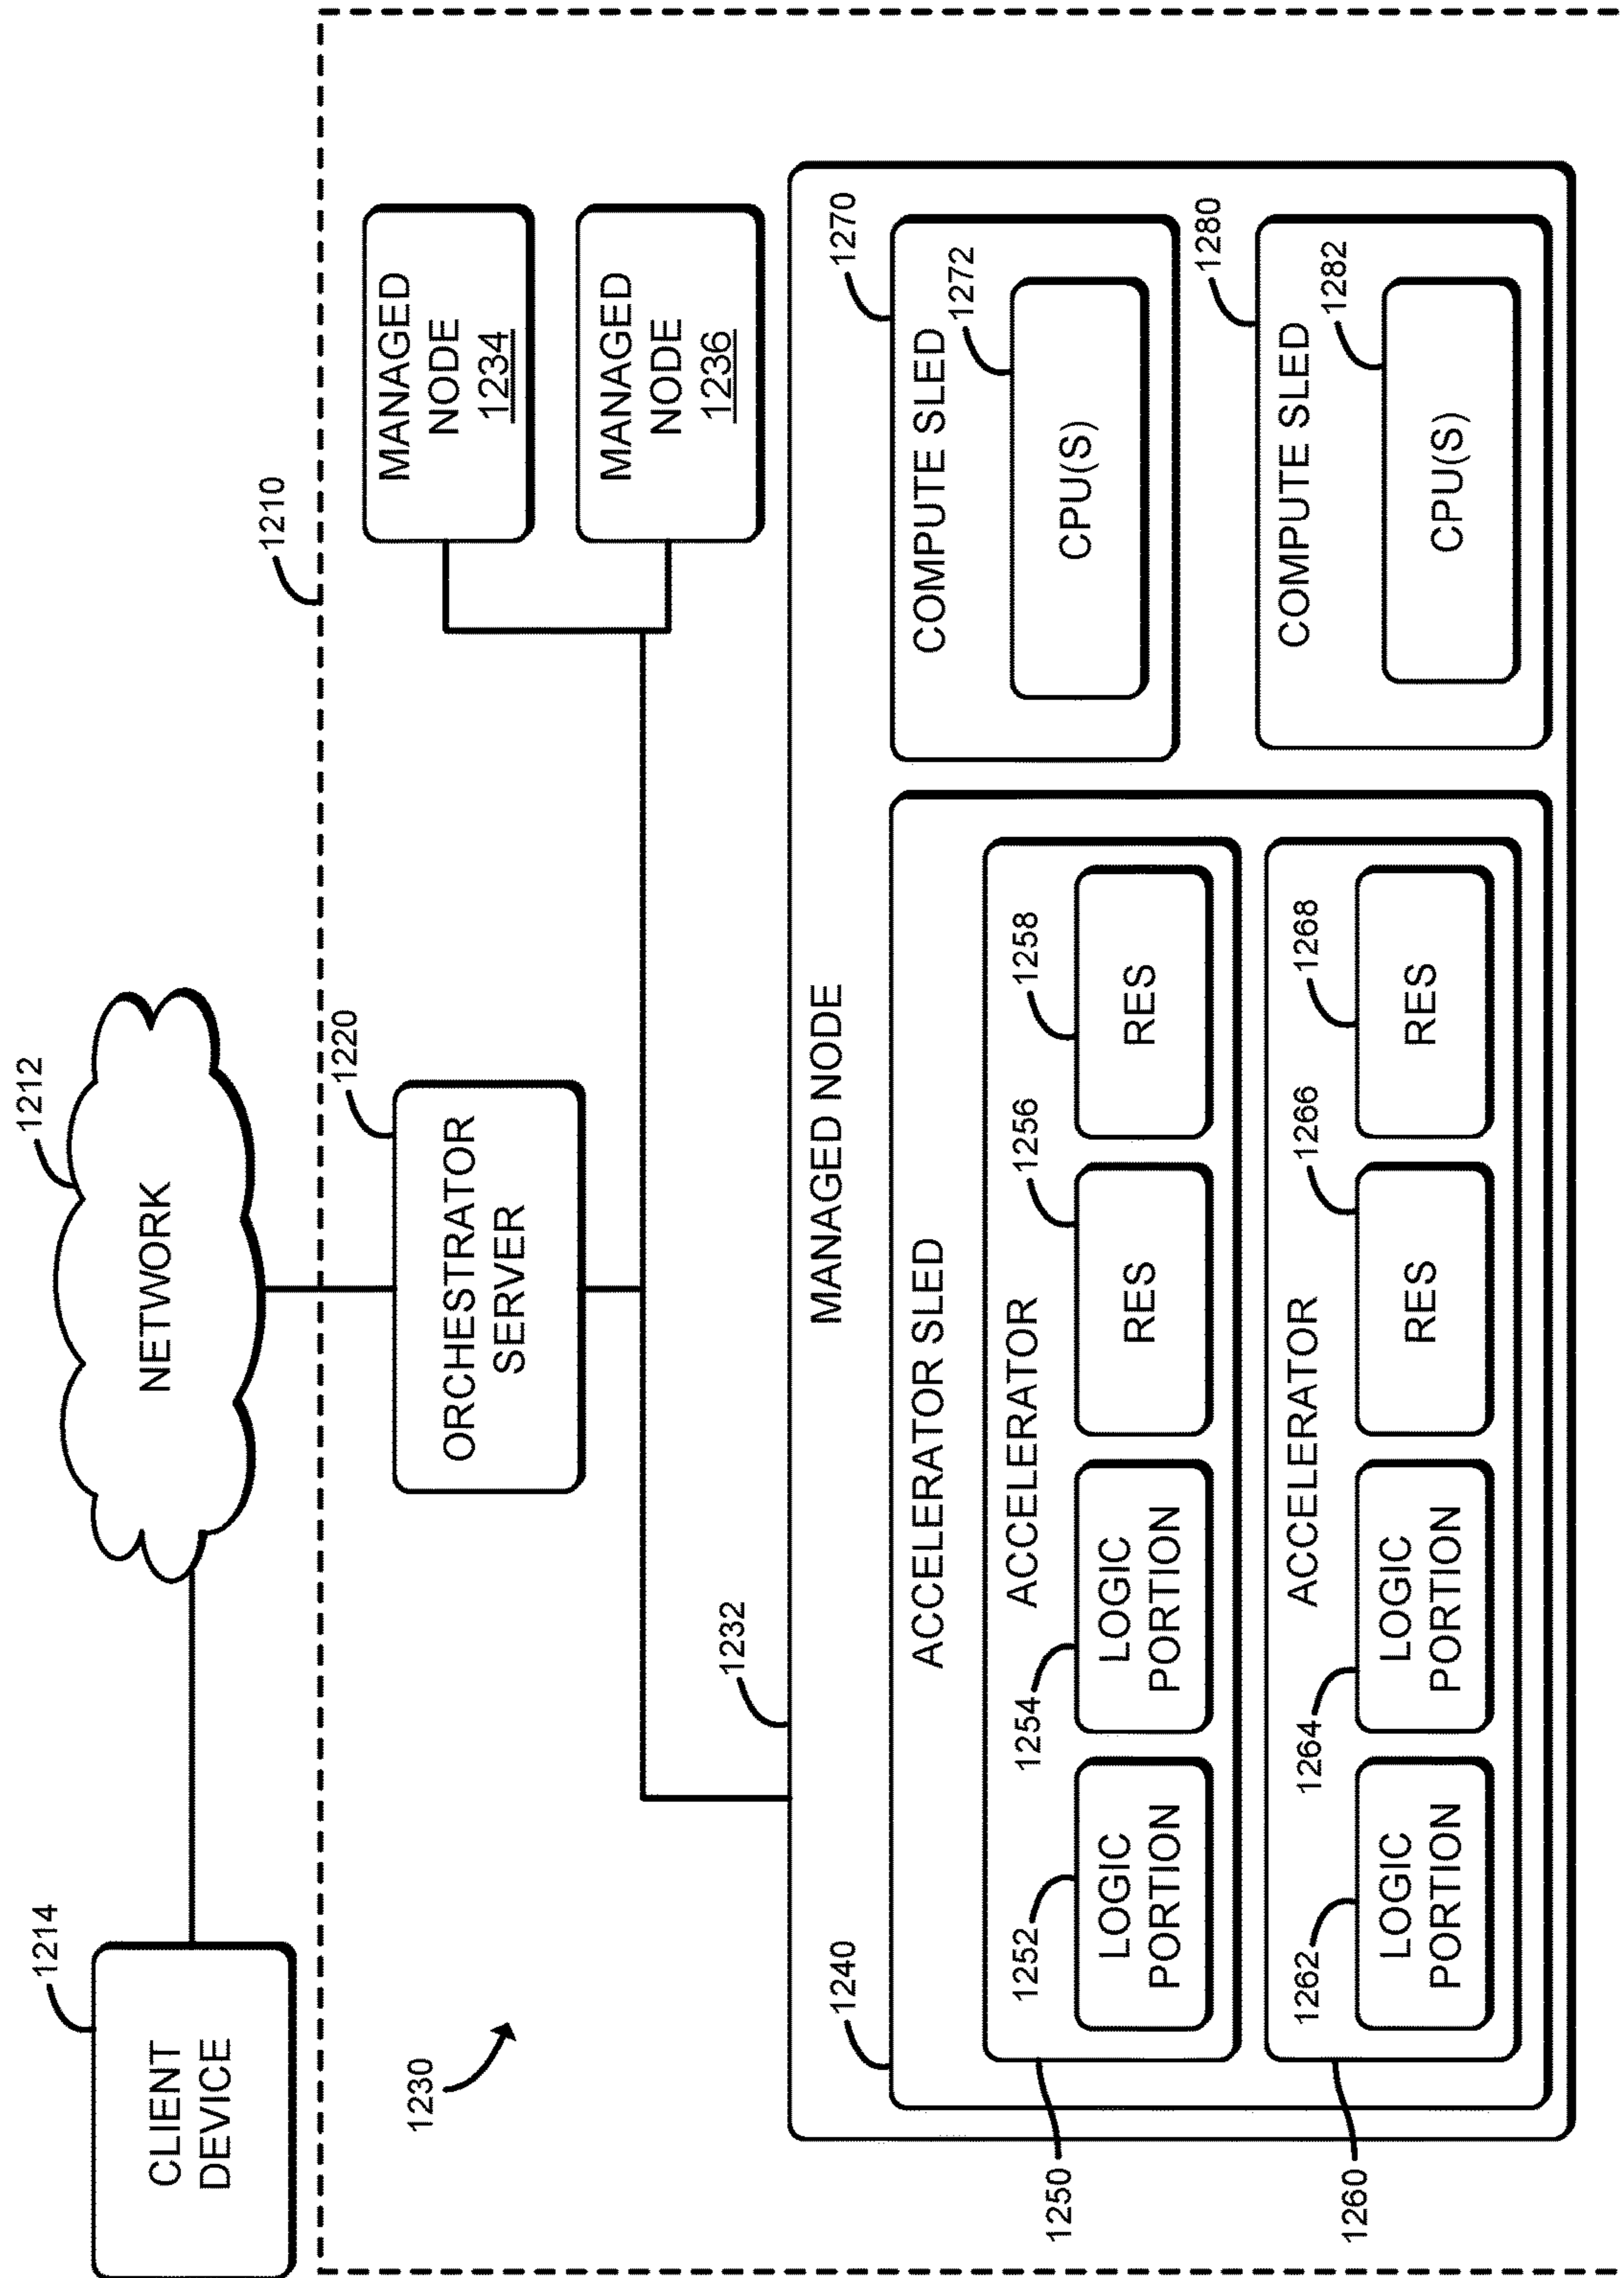 1214
CLIENT
DEVICE
1212
NETWORK
1210
1230
1220
ORCHESTRATOR
SERVER
MANAGED
NODE
1234
MANAGED
NODE
1236
1232
MANAGED NODE
1240
ACCELERATOR SLED
1250
ACCELERATOR
1252
LOGIC
PORTION
1254
LOGIC
PORTION
1256
RES
1258
RES
1260
ACCELERATOR
1262
LOGIC
PORTION
1264
LOGIC
PORTION
1266
RES
1268
RES
1270
COMPUTE SLED
1272
CPU(S)
1280
COMPUTE SLED
1282
CPU(S)